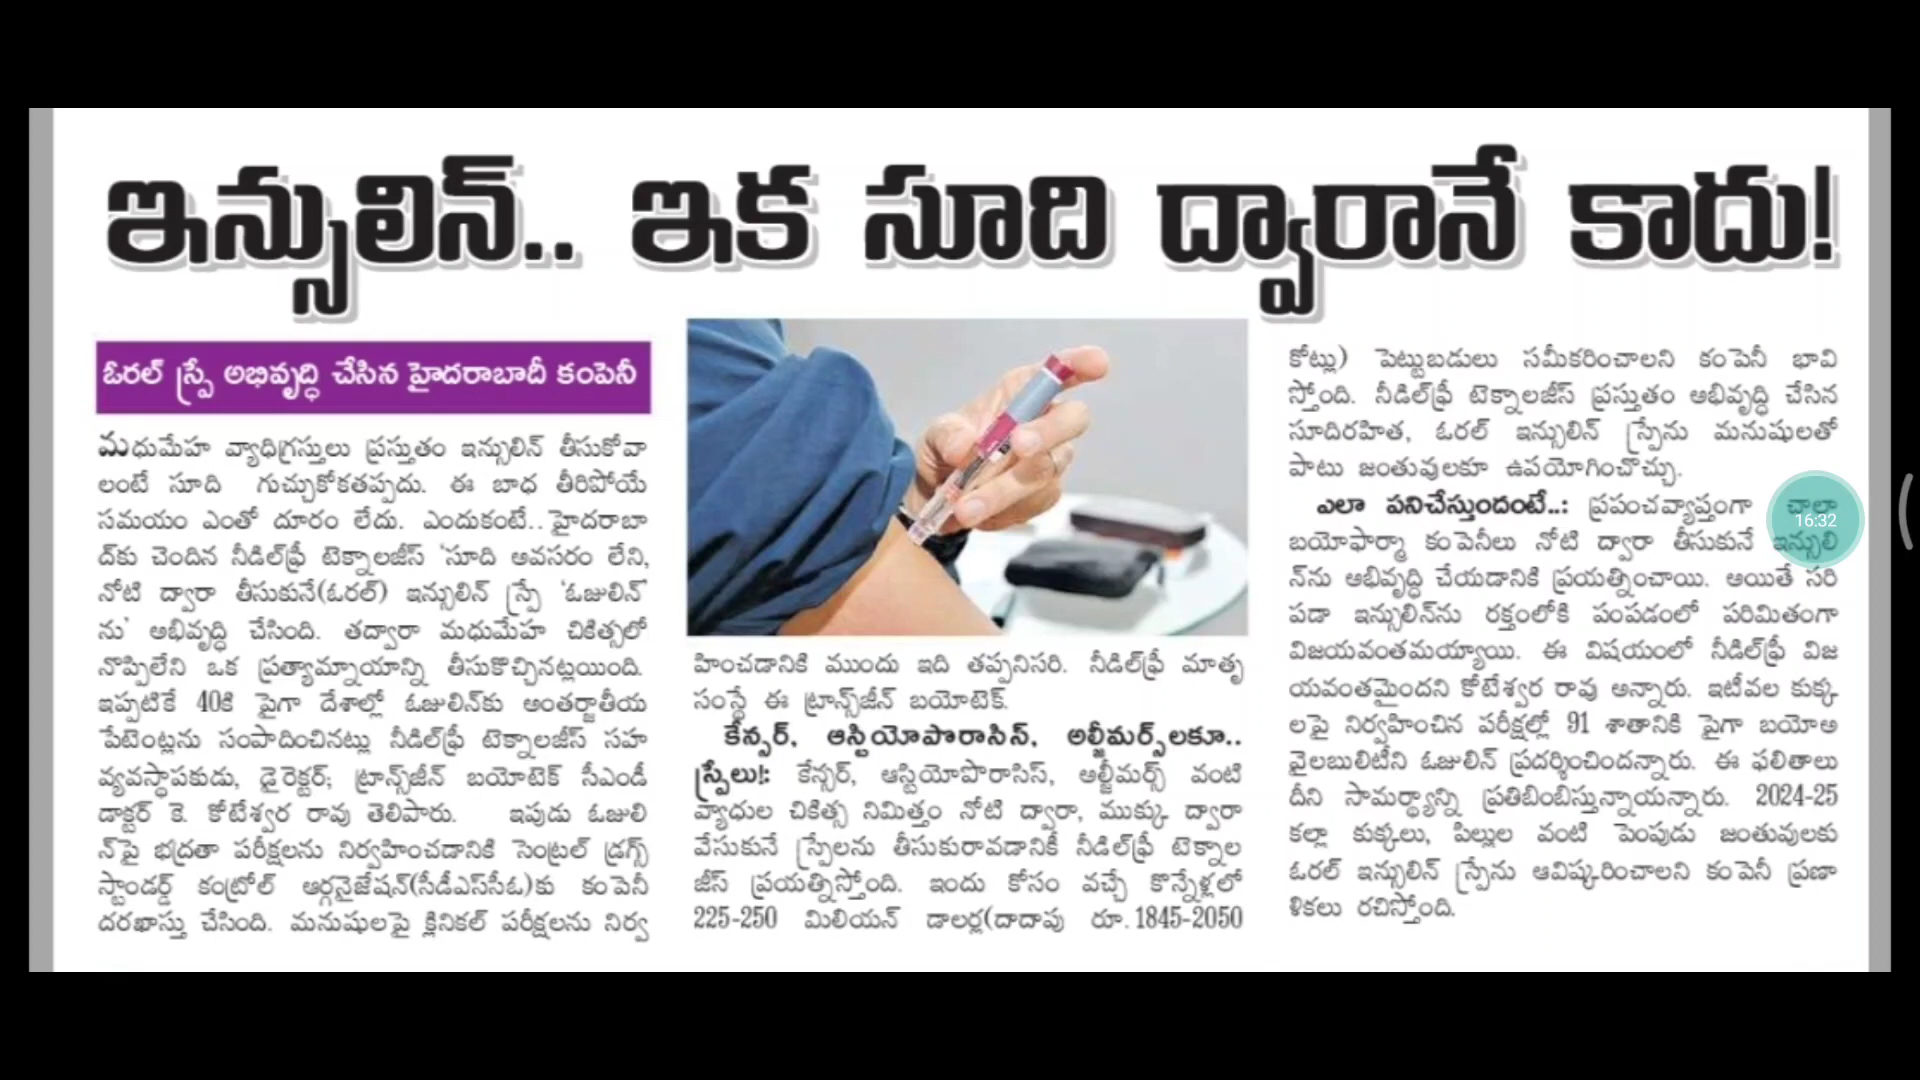 ఇన్సులిన్.. ఇక సూది ద్వారానే కాదు!
ఓరల్ స్ప్రే అభివృద్ధి చేసిన హైదరాబాదీ కంపెనీ
మధుమేహ వ్యాధిగ్రస్తులు ప్రస్తుతం ఇన్సులిన్ తీసుకోవా
లంటే సూది గుచ్చుకోకతప్పదు. ఈ బాధ తీరిపోయే
సమయం ఎంతో దూరం లేదు. ఎందుకంటే..హైదరాబా
ద్‌కు చెందిన నీడిల్‌ఫ్రీ టెక్నాలజీస్ 'సూది అవసరం లేని,
నోటి ద్వారా తీసుకునే(ఓరల్) ఇన్సులిన్ స్ప్రే 'ఓజులిన్'
ను' అభివృద్ధి చేసింది. తద్వారా మధుమేహ చికిత్సలో
నొప్పిలేని ఒక ప్రత్యామ్నాయాన్ని తీసుకొచ్చినట్లయింది.
ఇప్పటికే 40కి పైగా దేశాల్లో ఓజులిన్‌కు అంతర్జాతీయ
పేటెంట్లను సంపాదించినట్లు నీడిల్‌ఫ్రీ టెక్నాలజీస్ సహ
వ్యవస్థాపకుడు, డైరెక్టర్; ట్రాన్స్‌జీన్ బయోటెక్ సీఎండీ
డాక్టర్ కె. కోటేశ్వర రావు తెలిపారు. ఇపుడు ఓజులి
న్‌పై భద్రతా పరీక్షలను నిర్వహించడానికి సెంట్రల్ డ్రగ్స్
స్టాండర్డ్ కంట్రోల్ ఆర్గనైజేషన్(సీడీఎస్‌సీఓ)కు కంపెనీ
దరఖాస్తు చేసింది. మనుషులపై క్లినికల్ పరీక్షలను నిర్వ
హించడానికి ముందు ఇది తప్పనిసరి. నీడిల్‌ఫ్రీ మాతృ
సంస్థే ఈ ట్రాన్స్‌జీన్ బయోటెక్.
కేన్సర్, ఆస్టియోపొరాసిస్, అల్జీమర్స్‌లకూ..
స్ప్రేలు!: కేన్సర్, ఆస్టియోపొరాసిస్, అల్జీమర్స్ వంటి
వ్యాధుల చికిత్స నిమిత్తం నోటి ద్వారా, ముక్కు ద్వారా
వేసుకునే స్ప్రేలను తీసుకురావడానికీ నీడిల్‌ఫ్రీ టెక్నాల
జీస్ ప్రయత్నిస్తోంది. ఇందు కోసం వచ్చే కొన్నేళ్లలో
225-250 మిలియన్ డాలర్ల(దాదాపు రూ.1845-2050
కోట్లు) పెట్టుబడులు సమీకరించాలని కంపెనీ భావి
స్తోంది. నీడిల్‌ఫ్రీ టెక్నాలజీస్ ప్రస్తుతం అభివృద్ధి చేసిన
సూదిరహిత, ఓరల్ ఇన్సులిన్ స్ప్రేను మనుషులతో
పాటు జంతువులకూ ఉపయోగించొచ్చు.
ఎలా పనిచేస్తుందంటే..: ప్రపంచవ్యాప్తంగా చాలా
బయోఫార్మా కంపెనీలు నోటి ద్వారా తీసుకునే ఇన్సులి
న్‌ను అభివృద్ధి చేయడానికి ప్రయత్నించాయి. అయితే సరి
పడా ఇన్సులిన్‌ను రక్తంలోకి పంపడంలో పరిమితంగా
విజయవంతమయ్యాయి. ఈ విషయంలో నీడిల్‌ఫ్రీ విజ
యవంతమైందని కోటేశ్వర రావు అన్నారు. ఇటీవల కుక్క
లపై నిర్వహించిన పరీక్షల్లో 91 శాతానికి పైగా బయోఅ
వైలబులిటీని ఓజులిన్ ప్రదర్శించిందన్నారు. ఈ ఫలితాలు
దీని సామర్థ్యాన్ని ప్రతిబింబిస్తున్నాయన్నారు. 2024-25
కల్లా కుక్కలు, పిల్లుల వంటి పెంపుడు జంతువులకు
ఓరల్ ఇన్సులిన్ స్ప్రేను ఆవిష్కరించాలని కంపెనీ ప్రణా
ళికలు రచిస్తోంది.
16:32